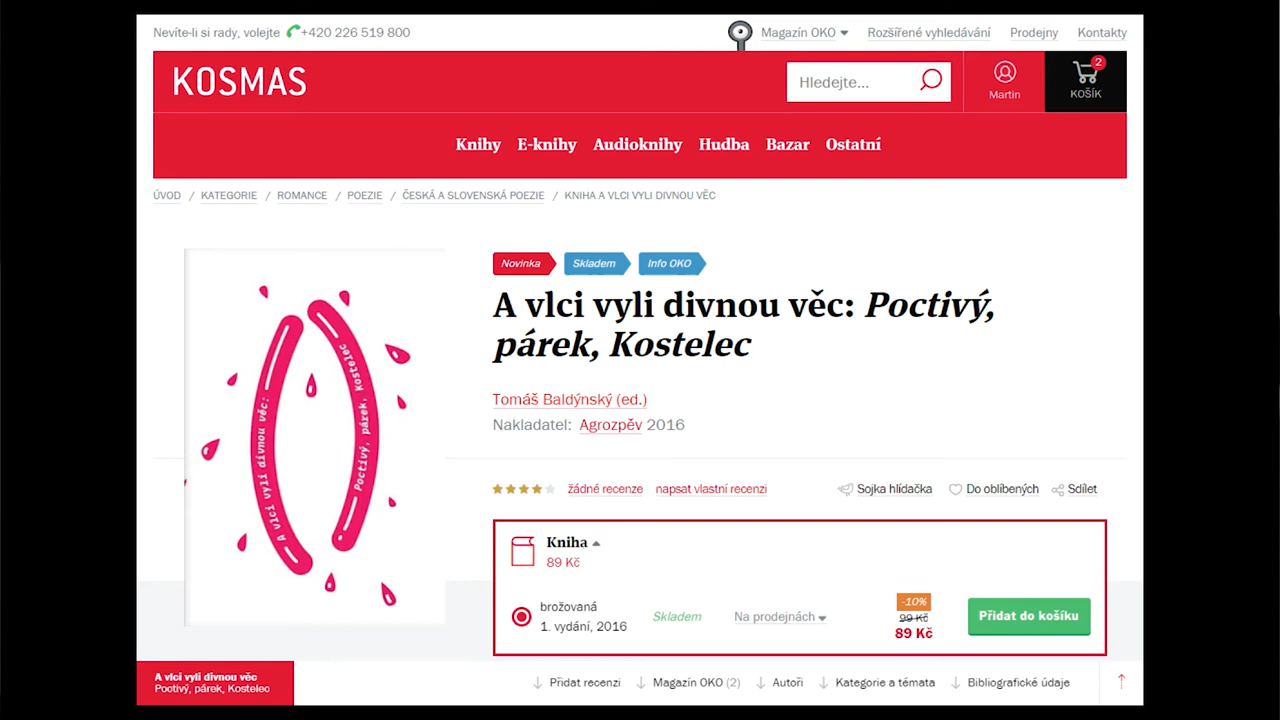 Nevíte-li si rady, volejte +420 226 519 800
Magazín OKO Rozšířené vyhledávání Prodejny Kontakty
KOSMAS
Hledejte...
Martin
2
KOŠÍK
Knihy E-knihy Audioknihy Hudba Bazar Ostatní
ÚVOD / KATEGORIE / ROMANCE / POEZIE / ČESKÁ A SLOVENSKÁ POEZIE / KNIHA A VLCI VYLI DIVNOU VĚC
A vlci vyli divnou věc:
Poctivý, párek, Kostelec
Novinka Skladem Info OKO
A vlci vyli divnou věc: Poctivý,
párek, Kostelec
Tomáš Baldýnský (ed.)
Nakladatel: Agrozpěv 2016
žádné recenze napsat vlastní recenzi
Sojka hlídačka Do oblíbených Sdílet
Kniha
89 Kč
brožovaná
1. vydání, 2016
Skladem
Na prodejnách
-10%
99 Kč
89 Kč
Přidat do košíku
A vlci vyli divnou věc
Poctivý, párek, Kostelec
Přidat recenzi Magazín OKO (2) Autoři Kategorie a témata Bibliografické údaje